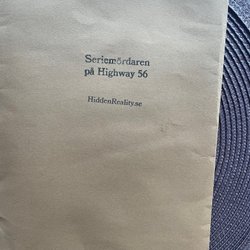 Seriemördaren
på Highway 56
HiddenReality.se